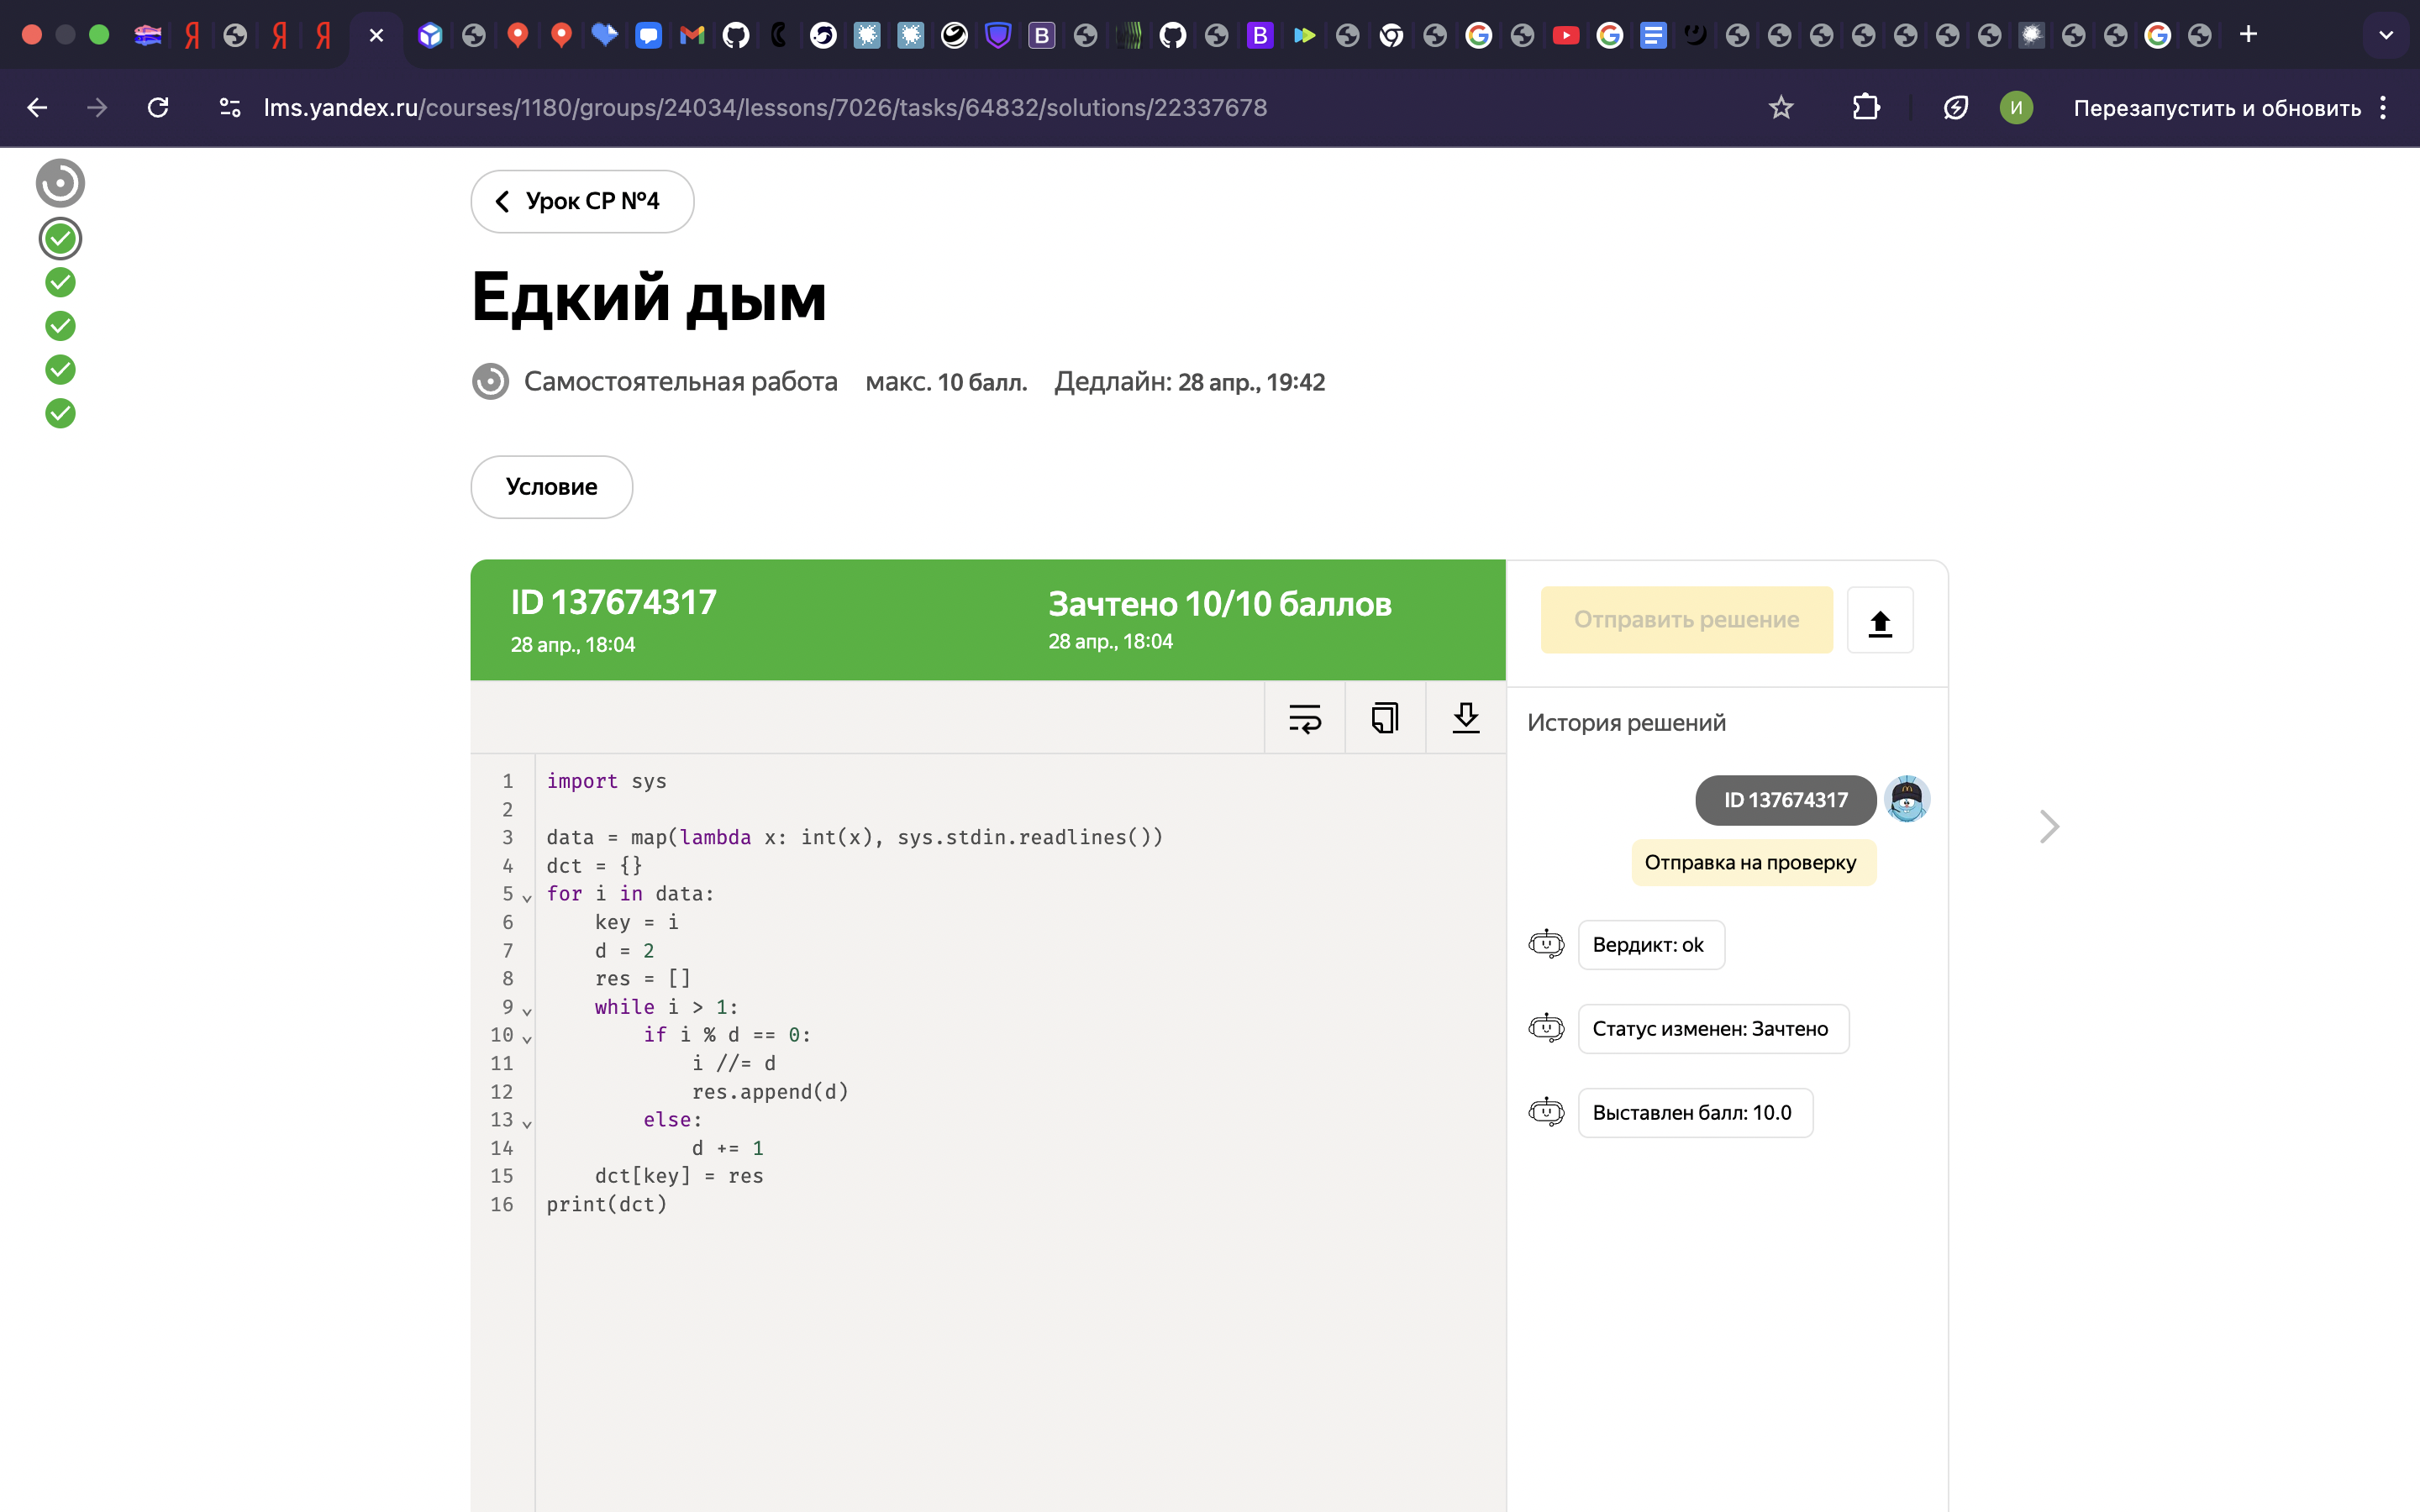 lms.yandex.ru/courses/1180/groups/24034/lessons/7026/tasks/64832/solutions/22337678
И
Перезапустить и обновить
Урок СР №4
Едкий дым
Самостоятельная работа макс. 10 балл. Дедлайн: 28 апр., 19:42
Условие
ID 137674317
28 апр., 18:04
Зачтено 10/10 баллов
28 апр., 18:04
1 import sys
2
3 data = map(lambda x: int(x), sys.stdin.readlines())
4 dct = {}
5 for i in data:
6     key = i
7     d = 2
8     res = []
9     while i > 1:
10         if i % d == 0:
11             i //= d
12             res.append(d)
13         else:
14             d += 1
15     dct[key] = res
16 print(dct)
Отправить решение
История решений
ID 137674317
Отправка на проверку
Вердикт: ok
Статус изменен: Зачтено
Выставлен балл: 10.0